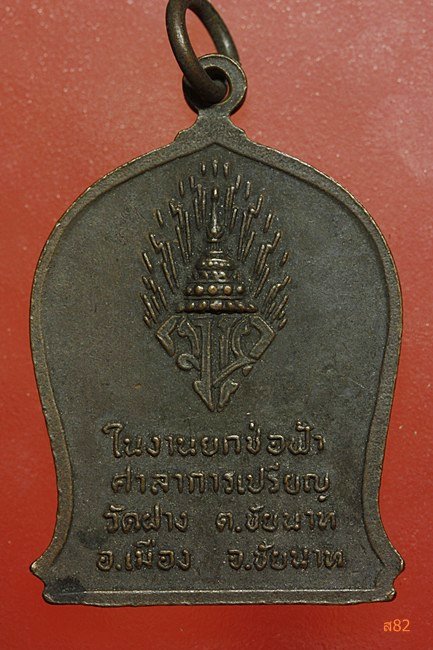 ในงานยกช่อฟ้า
ศาลาการเปรียญ
วัดฝาง ต.ชัยนาท
อ.เมือง จ.ชัยนาท
ส82